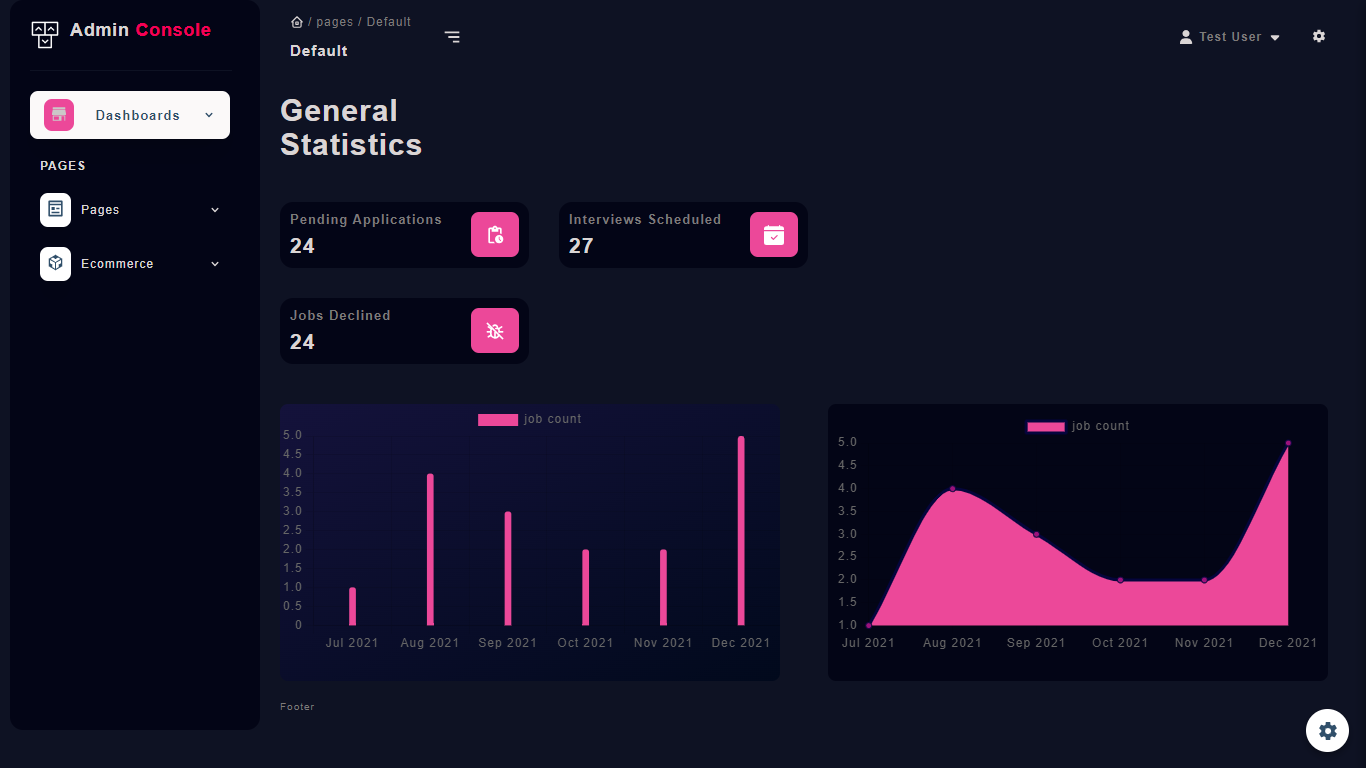 Admin Console
Dashboards
PAGES
Pages
Ecommerce
/ pages / Default
Default
Test User
General
Statistics
Pending Applications
24
Interviews Scheduled
27
Jobs Declined
24
job count
5.0
4.5
4.0
3.5
3.0
2.5
2.0
1.5
1.0
0.5
0
Jul 2021 Aug 2021 Sep 2021 Oct 2021 Nov 2021 Dec 2021
job count
5.0
4.5
4.0
3.5
3.0
2.5
2.0
1.5
1.0
Jul 2021 Aug 2021 Sep 2021 Oct 2021 Nov 2021 Dec 2021
Footer